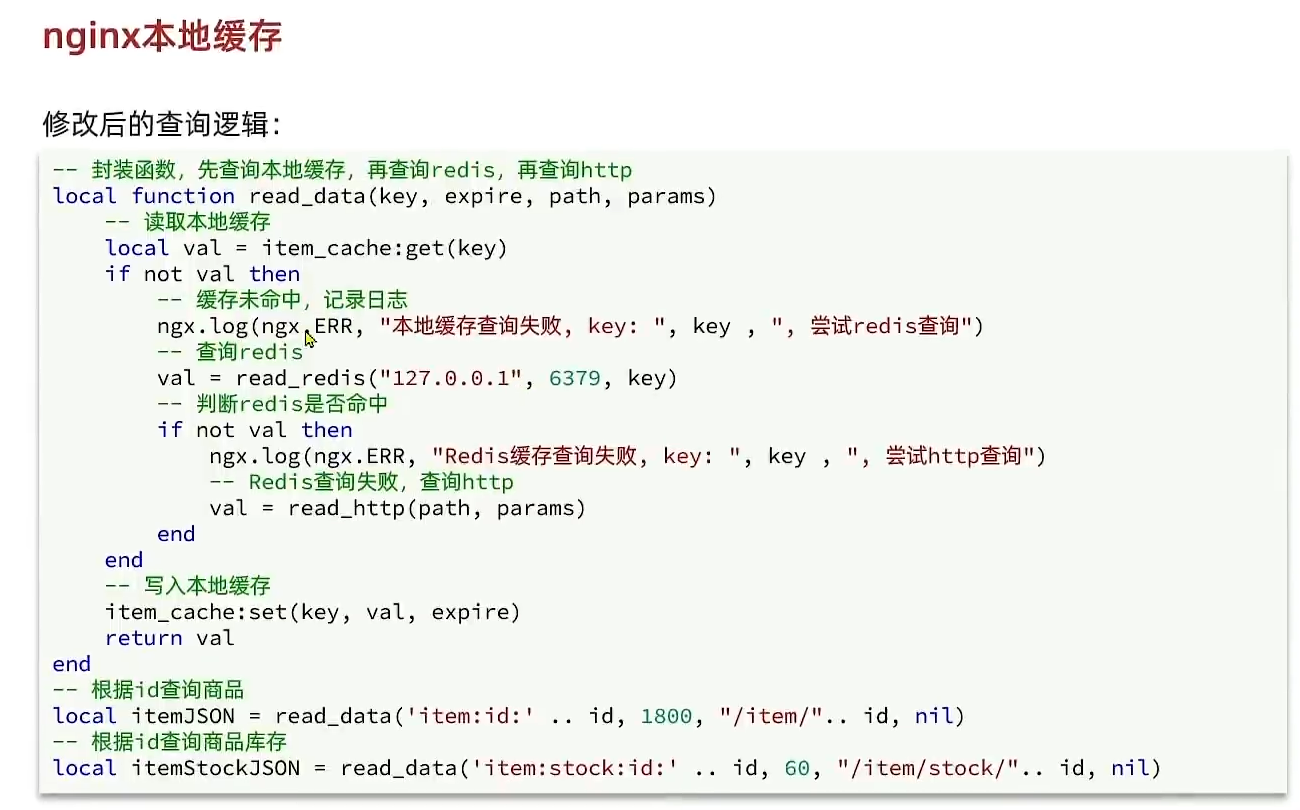 nginx本地缓存
修改后的查询逻辑：
-- 封装函数，先查询本地缓存，再查询redis，再查询http
local function read_data(key, expire, path, params)
    -- 读取本地缓存
    local val = item_cache:get(key)
    if not val then
        -- 缓存未命中，记录日志
        ngx.log(ngx.ERR, "本地缓存查询失败, key: ", key , ", 尝试redis查询")
        -- 查询redis
        val = read_redis("127.0.0.1", 6379, key)
        -- 判断redis是否命中
        if not val then
            ngx.log(ngx.ERR, "Redis缓存查询失败, key: ", key , ", 尝试http查询")
            -- Redis查询失败，查询http
            val = read_http(path, params)
        end
    end
    -- 写入本地缓存
    item_cache:set(key, val, expire)
    return val
end
-- 根据id查询商品
local itemJSON = read_data('item:id:' .. id, 1800, "/item/".. id, nil)
-- 根据id查询商品库存
local itemStockJSON = read_data('item:stock:id:' .. id, 60, "/item/stock/".. id, nil)